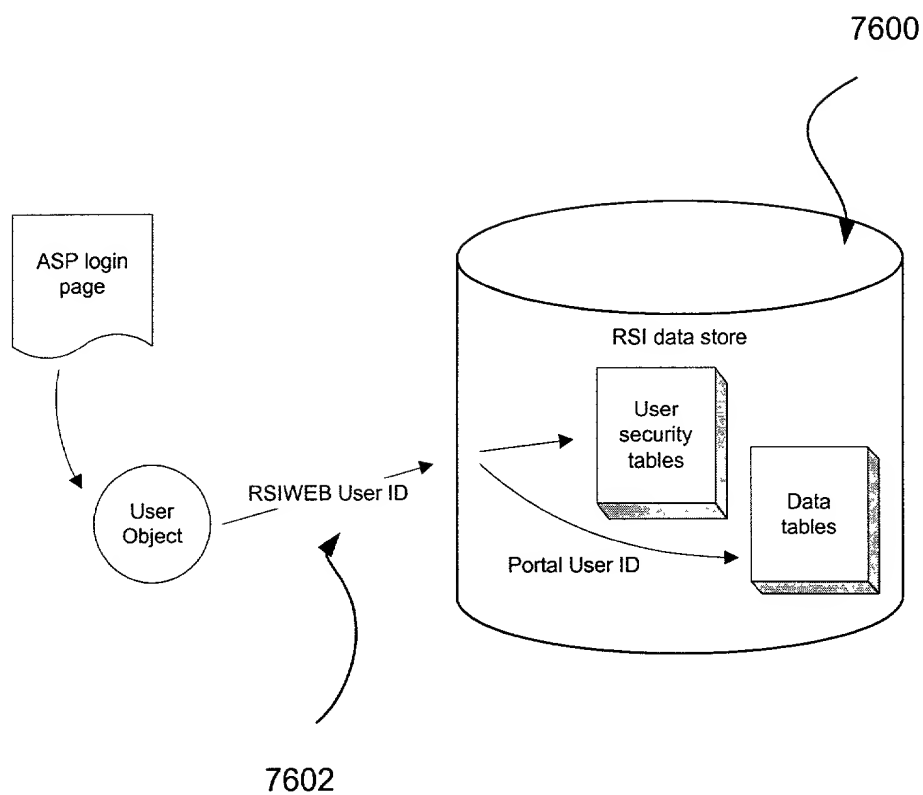 7600
ASP login
page
RSI data store
User
security
tables
User
Object
RSIWEB User ID
Data
tables
Portal User ID
7602